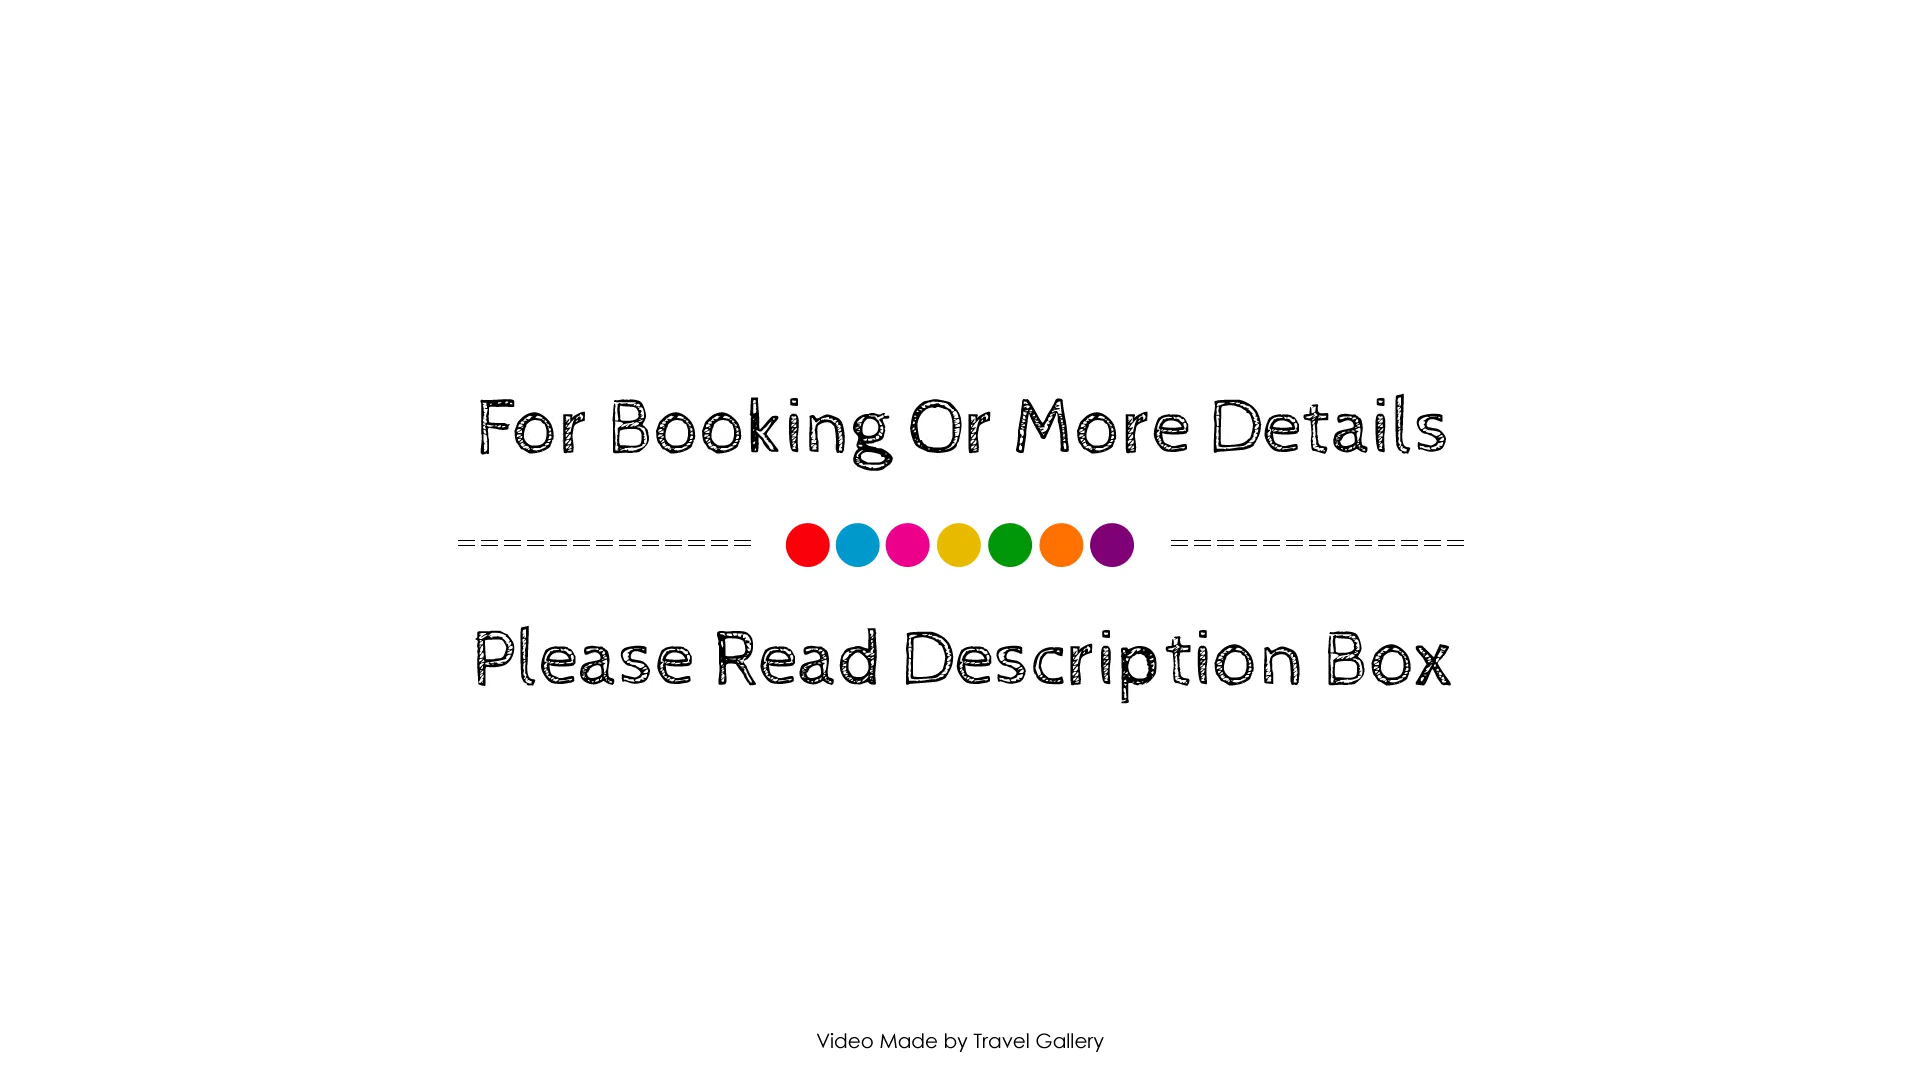 For Booking Or More Details
============= =============
Please Read Description Box
Video Made by Travel Gallery